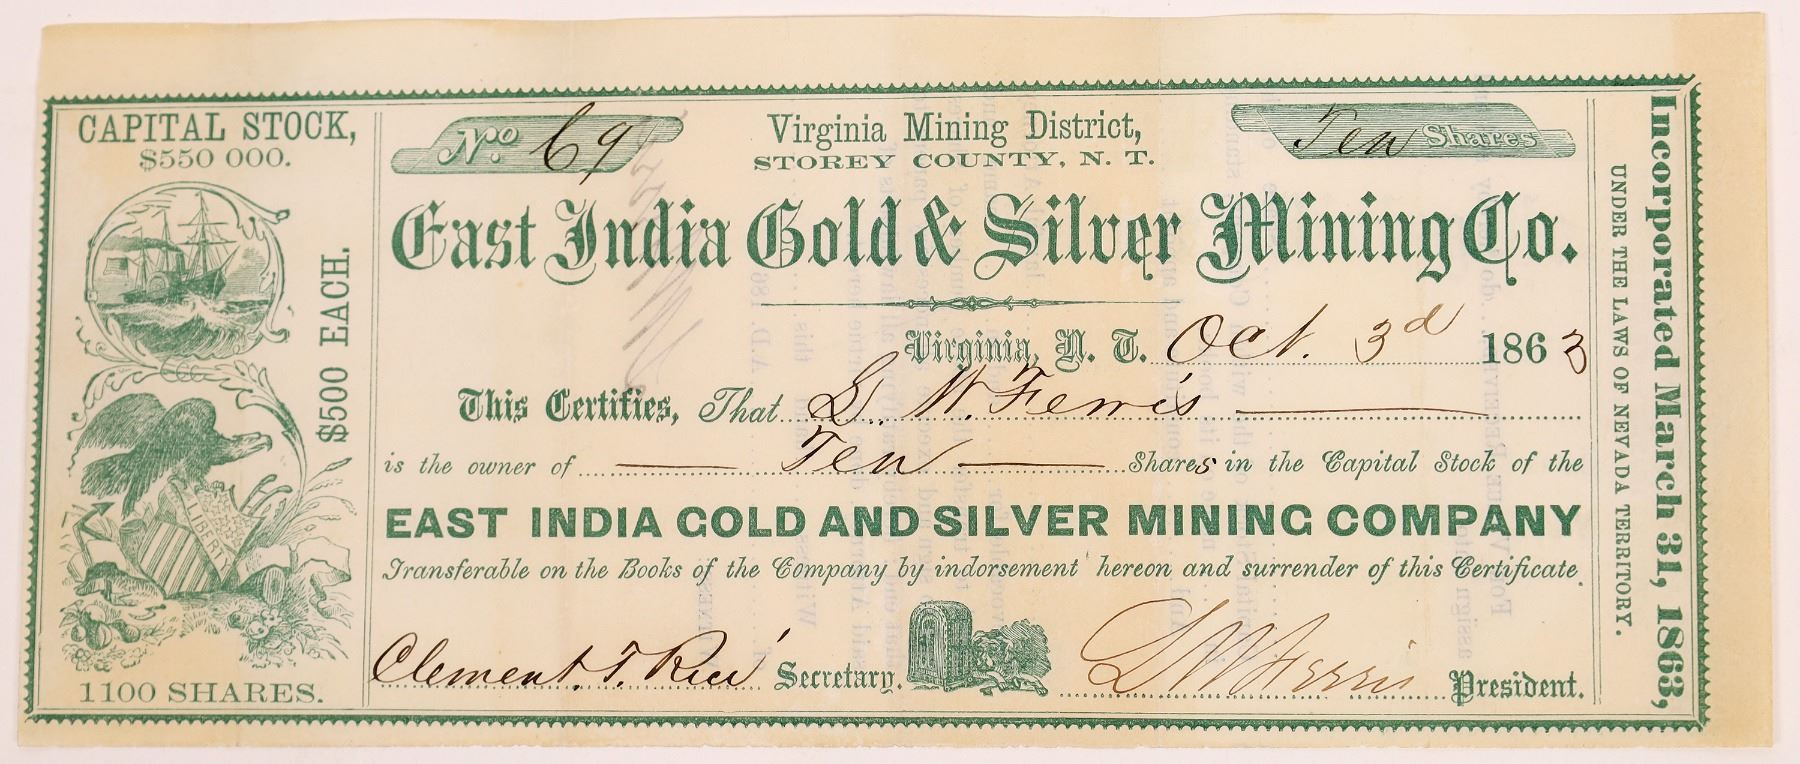 CAPITAL STOCK,
$550 000.
$500 EACH.
LIBERTY
1100 SHARES.
No. 69
Virginia Mining District,
STOREY COUNTY, N. T.
Ten Shares
East India Gold & Silver Mining Co.
Virginia, N. T. Oct. 3d 1863
This Certifies, That L. W. Ferris
is the owner of Ten Shares in the Capital Stock of the
EAST INDIA GOLD AND SILVER MINING COMPANY
Transferable on the Books of the Company by indorsement hereon and surrender of this Certificate.
Clement. T. Rice Secretary.
L W Ferris President.
Incorporated March 31, 1863,
UNDER THE LAWS OF NEVADA TERRITORY.